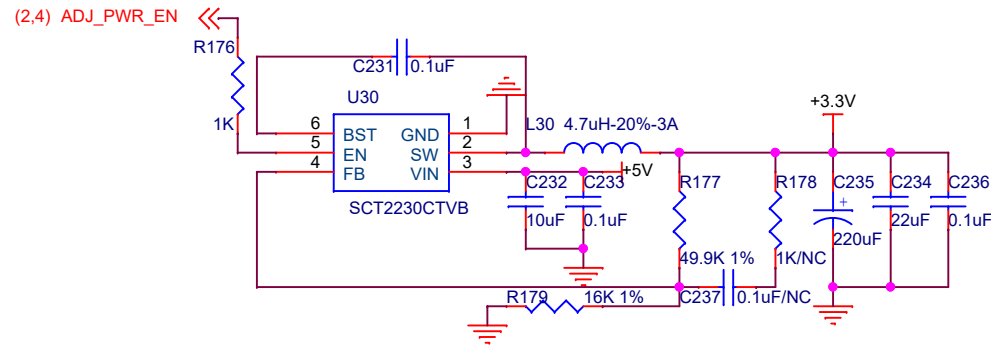 (2,4) ADJ_PWR_EN
R176
1K
C231 0.1uF
U30
6 BST GND 1
5 EN SW 2
4 FB VIN 3
SCT2230CTVB
L30 4.7uH-20%-3A
+3.3V
+5V
C232
10uF
C233
0.1uF
R177
49.9K 1%
R178
1K/NC
C235
+
220uF
C234
22uF
C236
0.1uF
R179 16K 1%
C237 0.1uF/NC